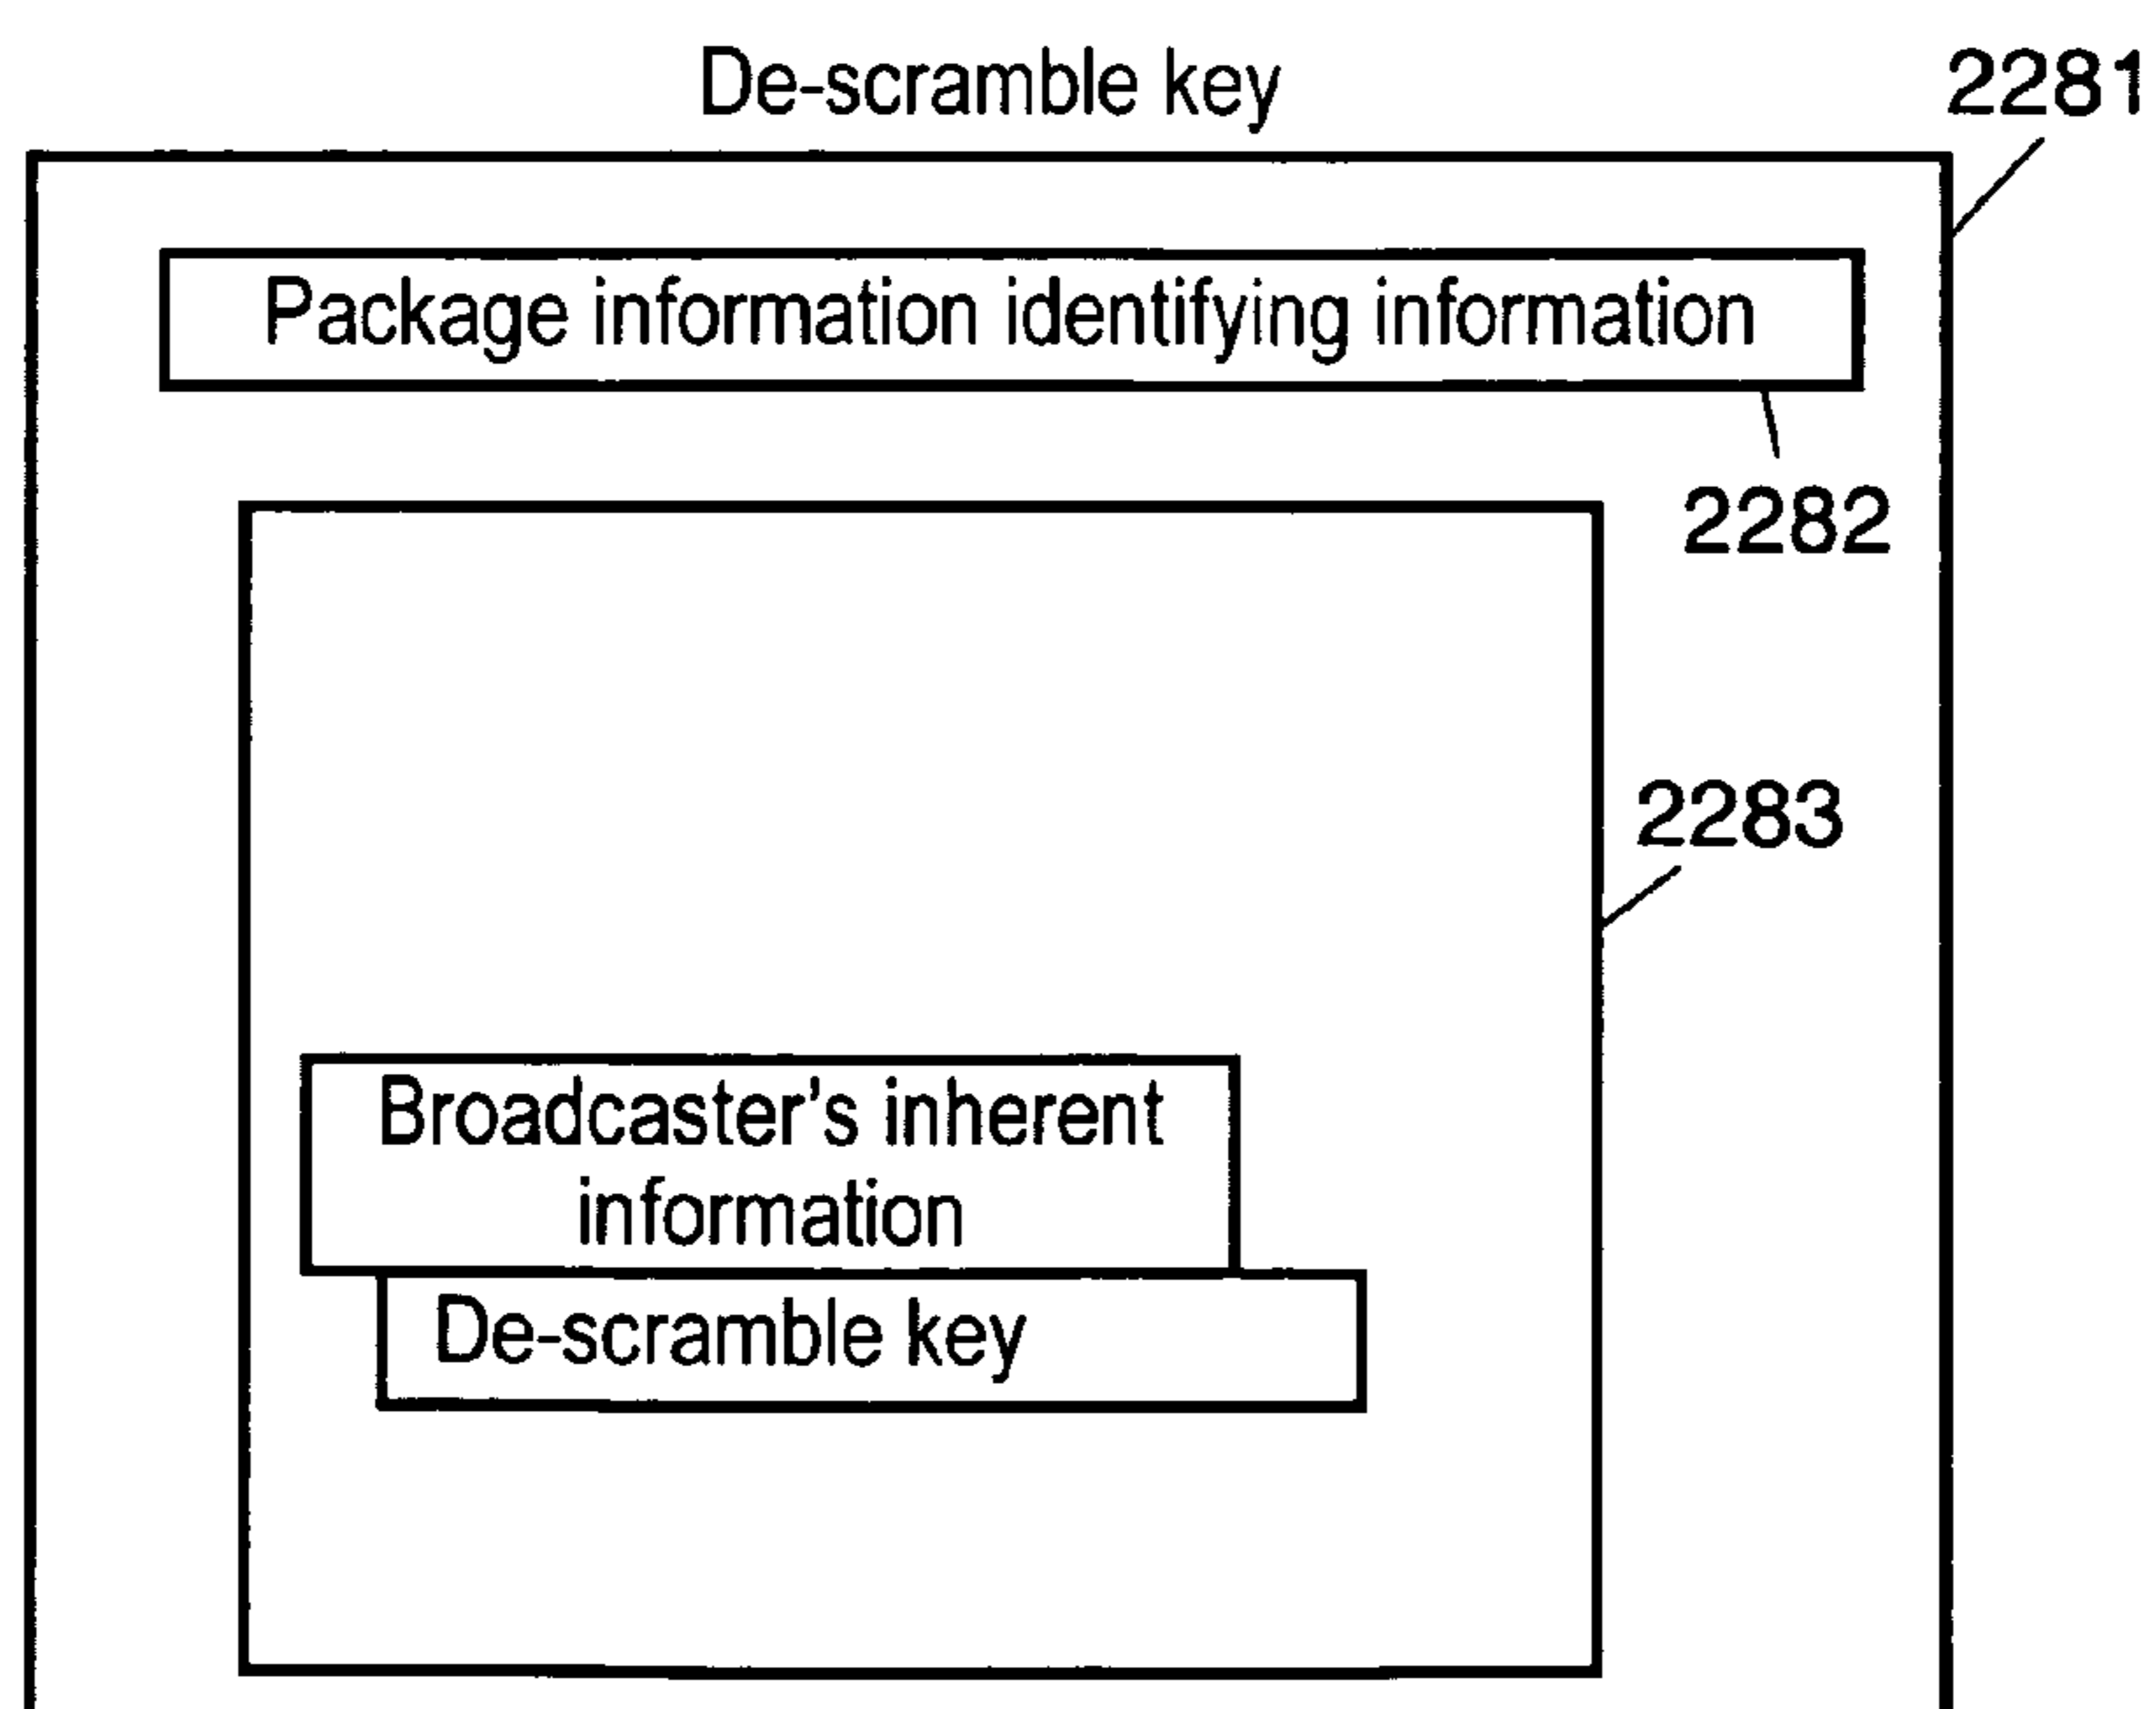 De-scramble key
2281
Package information identifying information
2282
2283
Broadcaster's inherent
information
De-scramble key